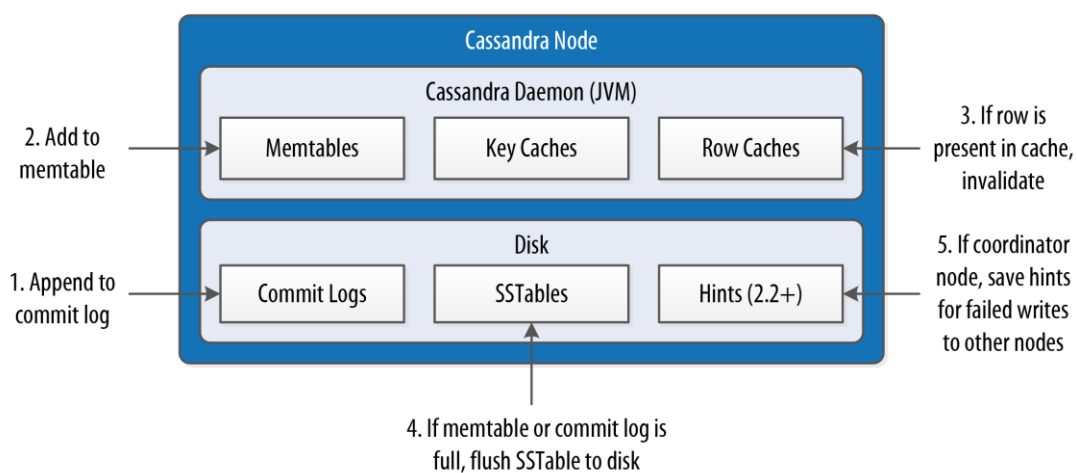 Cassandra Node
Cassandra Daemon (JVM)
2. Add to
memtable
Memtables
Key Caches
Row Caches
3. If row is
present in cache,
invalidate
Disk
1. Append to
commit log
Commit Logs
SSTables
Hints (2.2+)
5. If coordinator
node, save hints
for failed writes
to other nodes
4. If memtable or commit log is
full, flush SSTable to disk